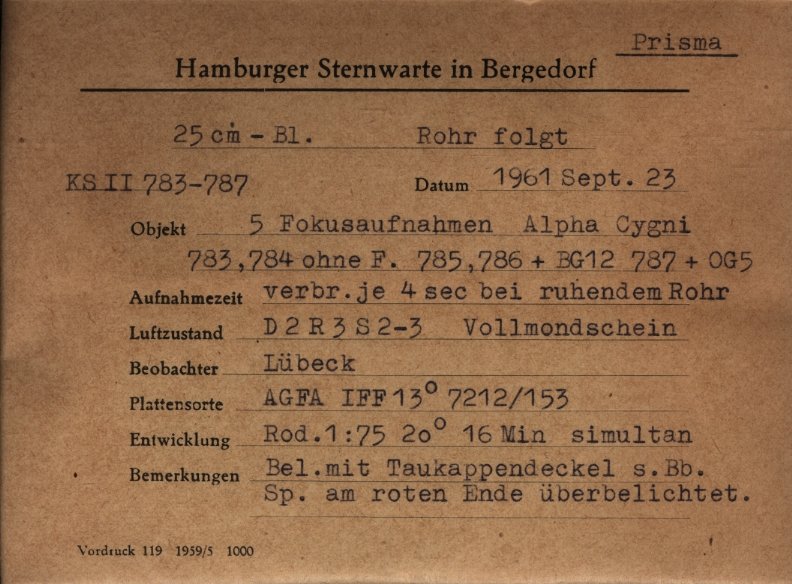 Prisma
Hamburger Sternwarte in Bergedorf
25 cm - Bl. Rohr folgt
KS II 783-787 Datum 1961 Sept. 23
Objekt 5 Fokusaufnahmen Alpha Cygni
783,784 ohne F. 785,786 + BG12 787 + OG5
Aufnahmezeit verbr.je 4 sec bei ruhendem Rohr
Luftzustand D 2 R 3 S 2-3 Vollmondschein
Beobachter Lübeck
Plattensorte AGFA IFF 13° 7212/153
Entwicklung Rod.1:75 20° 16 Min simultan
Bemerkungen Bel.mit Taukappendeckel s.Bb.
Sp. am roten Ende überbelichtet.
Vordruck 119 1959/5 1000